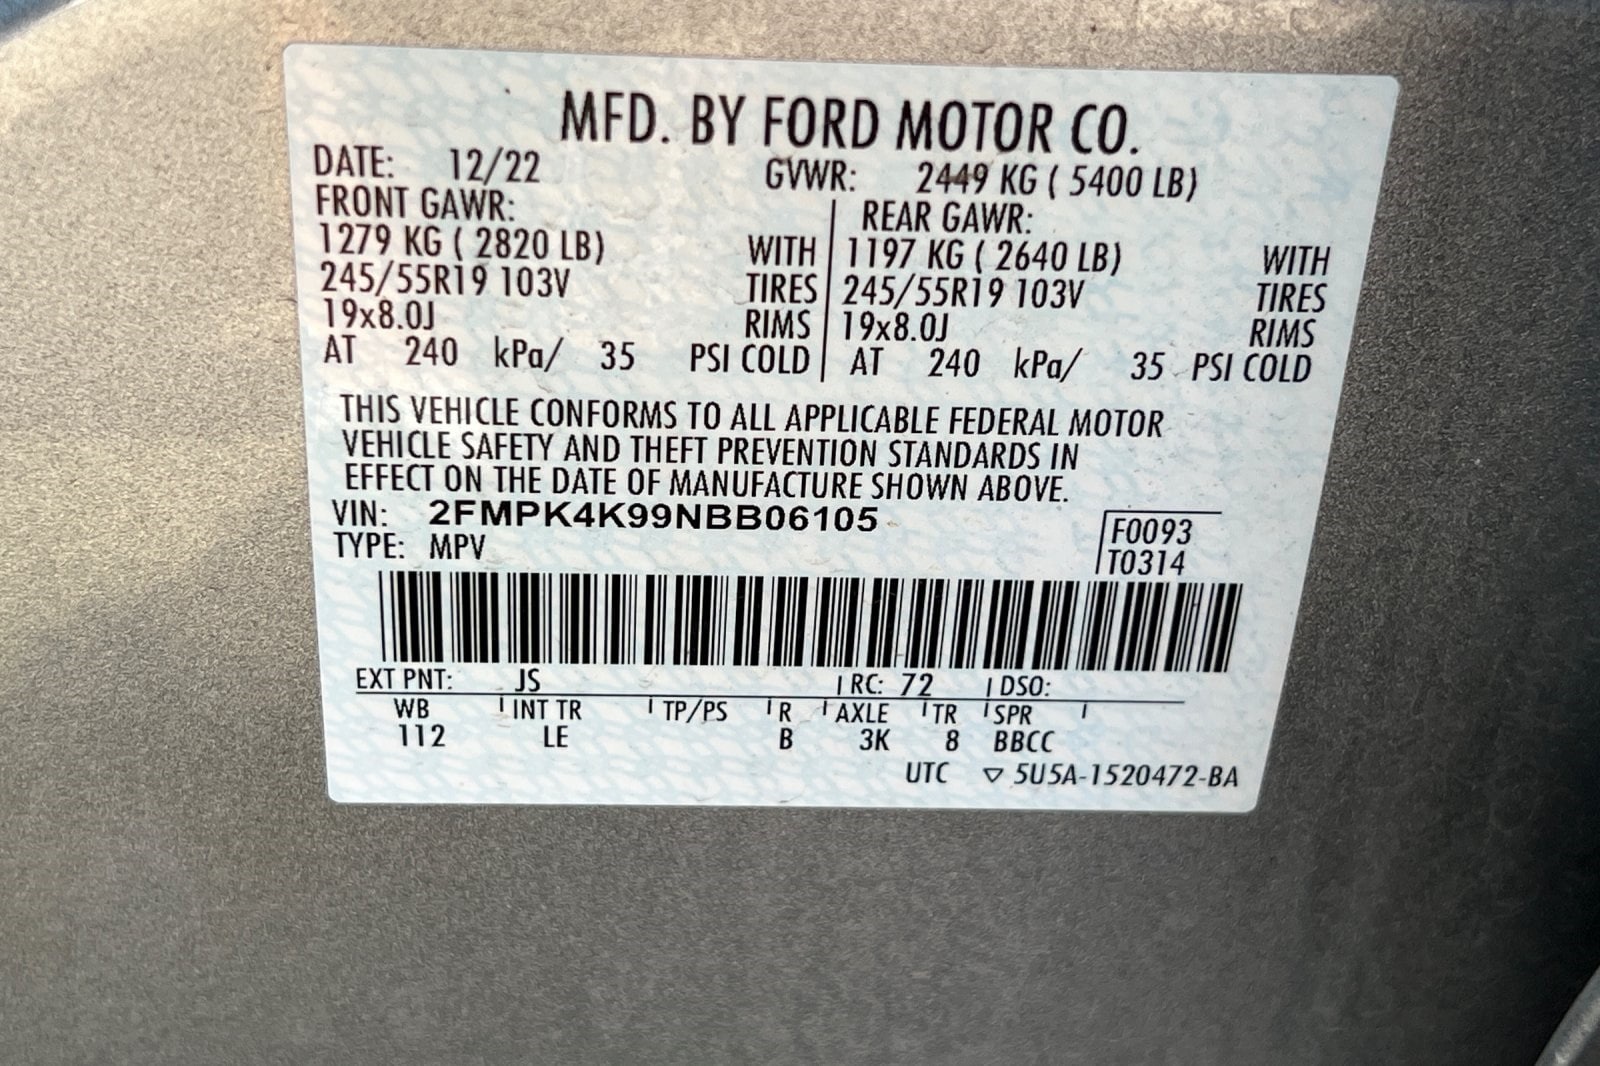 MFD. BY FORD MOTOR CO.
DATE: 12/22 GVWR: 2449 KG ( 5400 LB)
FRONT GAWR: REAR GAWR:
1279 KG ( 2820 LB) WITH 1197 KG ( 2640 LB) WITH
245/55R19 103V TIRES 245/55R19 103V TIRES
19x8.0J RIMS 19x8.0J RIMS
AT 240 kPa/ 35 PSI COLD AT 240 kPa/ 35 PSI COLD
THIS VEHICLE CONFORMS TO ALL APPLICABLE FEDERAL MOTOR
VEHICLE SAFETY AND THEFT PREVENTION STANDARDS IN
EFFECT ON THE DATE OF MANUFACTURE SHOWN ABOVE.
VIN: 2FMPK4K99NBB06105
TYPE: MPV
F0093
T0314
EXT PNT: JS RC: 72 DSO:
WB INT TR TP/PS R AXLE TR SPR
112 LE B 3K 8 BBCC
UTC ▽ 5U5A-1520472-BA